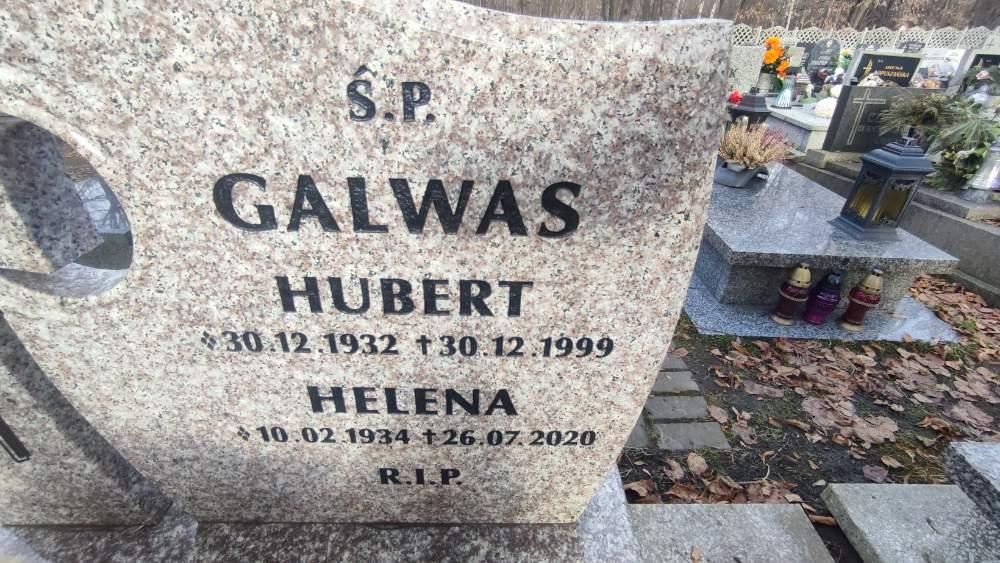 Ś.P.
GALWAS
HUBERT
30.12.1932 †30.12.1999
HELENA
10.02.1934 †26.07.2020
R.I.P.